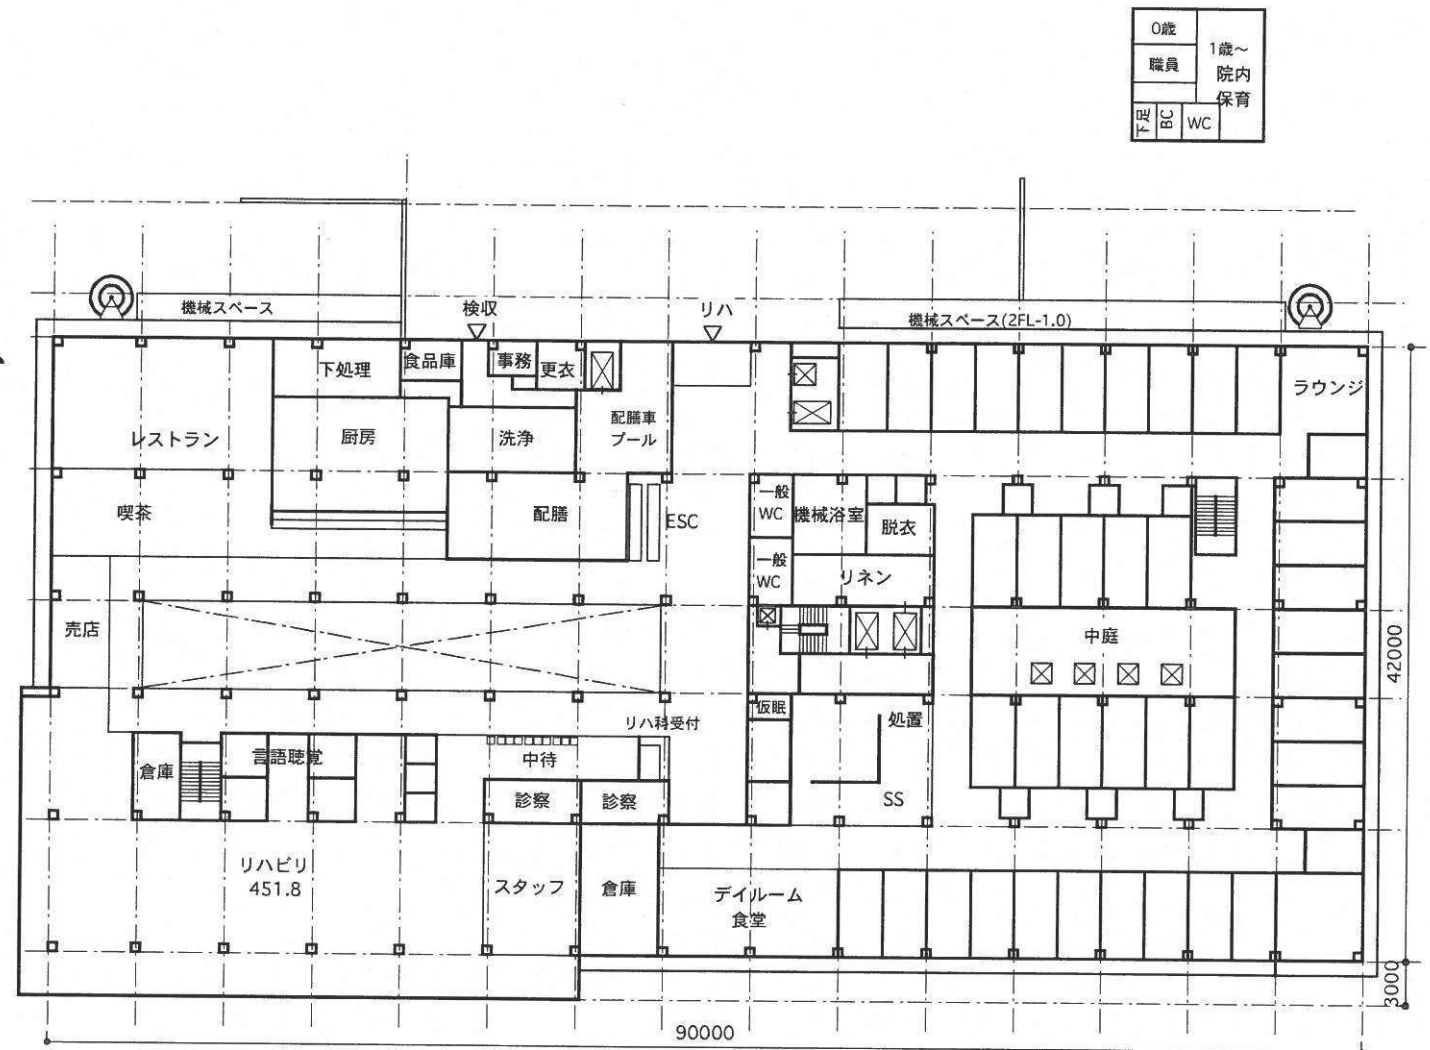 0歳
1歳～
職員
院内
保育
下足
BC
WC
機械スペース
検収
リハ
機械スペース(2FL-1.0)
下処理
食品庫
事務
更衣
ラウンジ
レストラン
厨房
洗浄
配膳車
プール
喫茶
配膳
ESC
一般
WC
機械浴室
脱衣
一般
WC
リネン
売店
中庭
42000
リハ科受付
仮眠
処置
倉庫
言語聴覚
中待
診察
診察
SS
リハビリ
451.8
スタッフ
倉庫
デイルーム
食堂
3000
90000